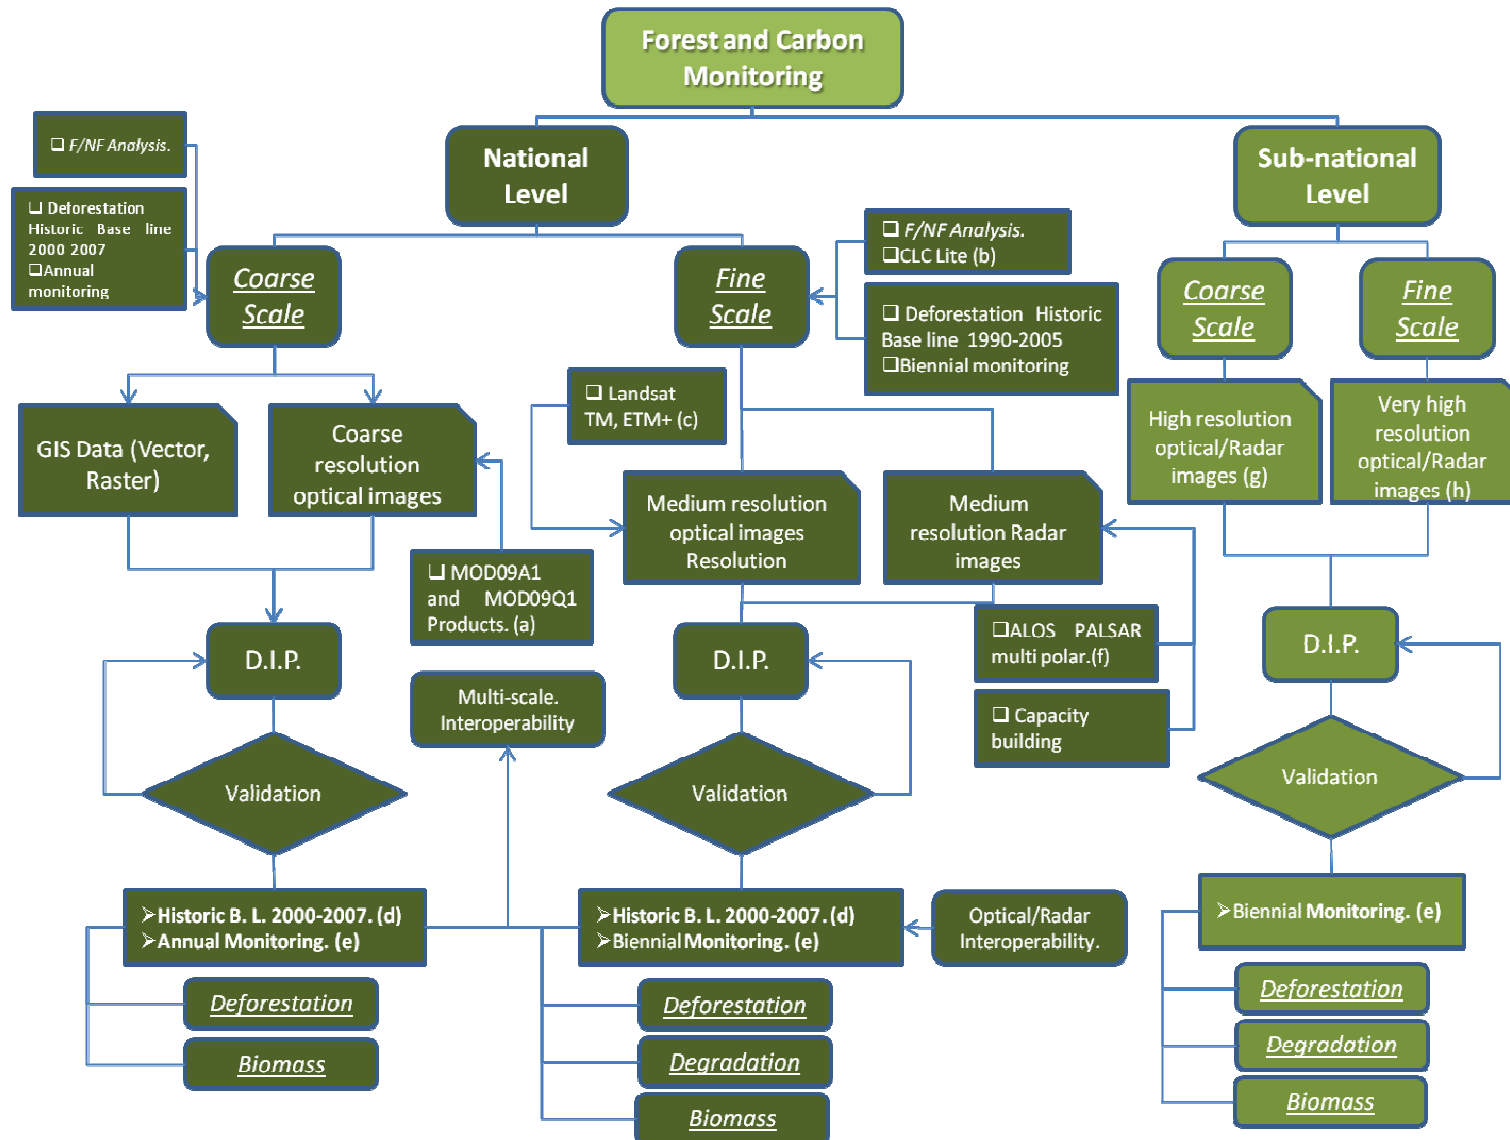 Forest and Carbon
Monitoring
National
Level
Sub-national
Level
❑ F/NF Analysis.
❑ Deforestation
Historic Base line
2000 2007
❑Annual
monitoring
Coarse
Scale
Fine
Scale
❑ F/NF Analysis.
❑CLC Lite (b)
❑ Deforestation Historic
Base line 1990-2005
❑Biennial monitoring
Coarse
Scale
Fine
Scale
GIS Data (Vector,
Raster)
Coarse
resolution
optical images
❑ Landsat
TM, ETM+ (c)
Medium resolution
optical images
Resolution
Medium
resolution Radar
images
High resolution
optical/Radar
images (g)
Very high
resolution
optical/Radar
images (h)
❑ MOD09A1
and MOD09Q1
Products. (a)
❑ALOS PALSAR
multi polar.(f)
❑ Capacity
building
D.I.P.
D.I.P.
D.I.P.
Multi-scale.
Interoperability
Validation
Validation
Validation
➢Historic B. L. 2000-2007. (d)
➢Annual Monitoring. (e)
➢Historic B. L. 2000-2007. (d)
➢Biennial Monitoring. (e)
Optical/Radar
Interoperability.
➢Biennial Monitoring. (e)
Deforestation
Biomass
Deforestation
Degradation
Biomass
Deforestation
Degradation
Biomass